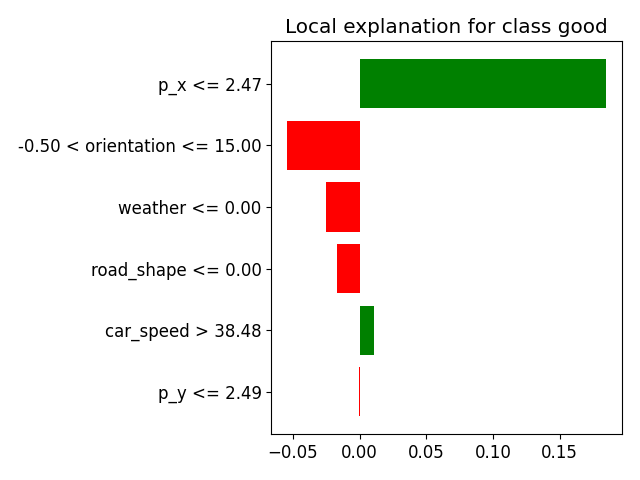 Local explanation for class good
p_x <= 2.47
-0.50 < orientation <= 15.00
weather <= 0.00
road_shape <= 0.00
car_speed > 38.48
p_y <= 2.49
−0.05 0.00 0.05 0.10 0.15